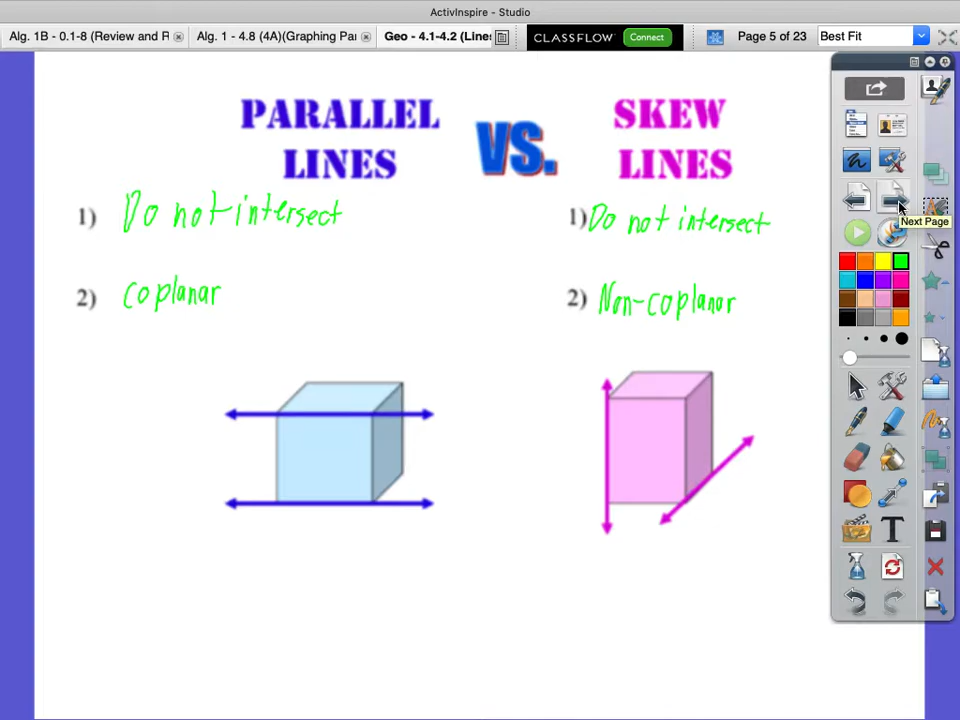 ActivInspire - Studio
Alg. 1B - 0.1-8 (Review and R
Alg. 1 - 4.8 (4A)(Graphing Par
Geo - 4.1-4.2 (Lines
CLASSFLOW
Connect
Page 5 of 23
Best Fit
PARALLEL
LINES
VS.
SKEW
LINES
1) Do not intersect
1) Do not intersect
2) coplanar
2) Non-coplanar
Next Page
T